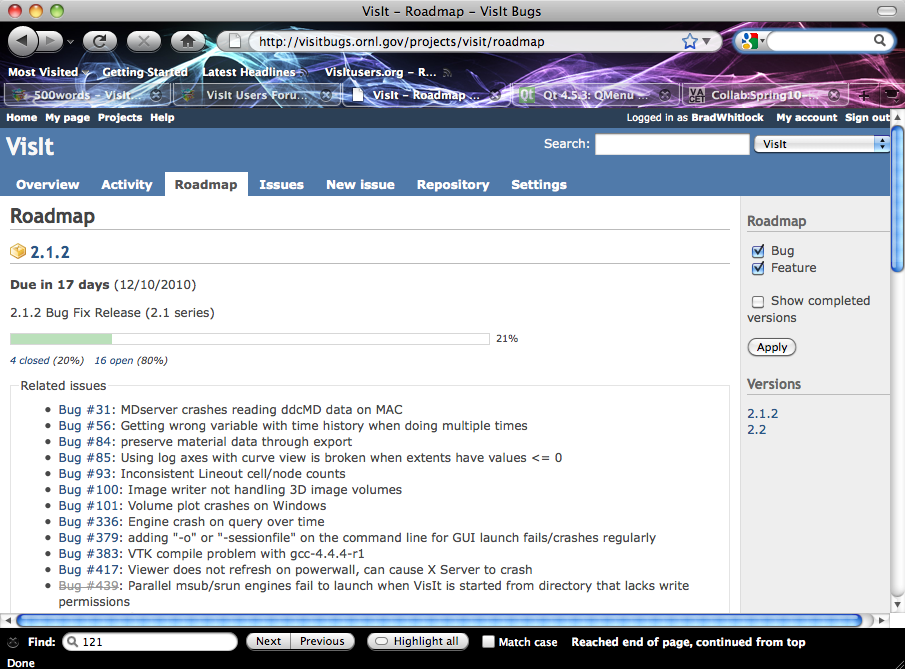 VisIt – Roadmap – VisIt Bugs
http://visitbugs.ornl.gov/projects/visit/roadmap
Most Visited Getting Started Latest Headlines Visitusers.org – R...
500words – VisIt... VisIt Users Foru... VisIt – Roadmap ... Qt 4.5.3: QMenu ... Collab:Spring10-...
Home My page Projects Help Logged in as BradWhitlock My account Sign out
VisIt Search: VisIt
Overview Activity Roadmap Issues New issue Repository Settings
Roadmap
2.1.2
Due in 17 days (12/10/2010)
2.1.2 Bug Fix Release (2.1 series)
21%
4 closed (20%) 16 open (80%)
Related issues
• Bug #31: MDserver crashes reading ddcMD data on MAC
• Bug #56: Getting wrong variable with time history when doing multiple times
• Bug #84: preserve material data through export
• Bug #85: Using log axes with curve view is broken when extents have values <= 0
• Bug #93: Inconsistent Lineout cell/node counts
• Bug #100: Image writer not handling 3D image volumes
• Bug #101: Volume plot crashes on Windows
• Bug #336: Engine crash on query over time
• Bug #379: adding "-o" or "-sessionfile" on the command line for GUI launch fails/crashes regularly
• Bug #383: VTK compile problem with gcc-4.4.4-r1
• Bug #417: Viewer does not refresh on powerwall, can cause X Server to crash
• Bug #439: Parallel msub/srun engines fail to launch when VisIt is started from directory that lacks write
permissions
Roadmap
Bug
Feature
Show completed
versions
Apply
Versions
2.1.2
2.2
Find: 121 Next Previous Highlight all Match case Reached end of page, continued from top
Done